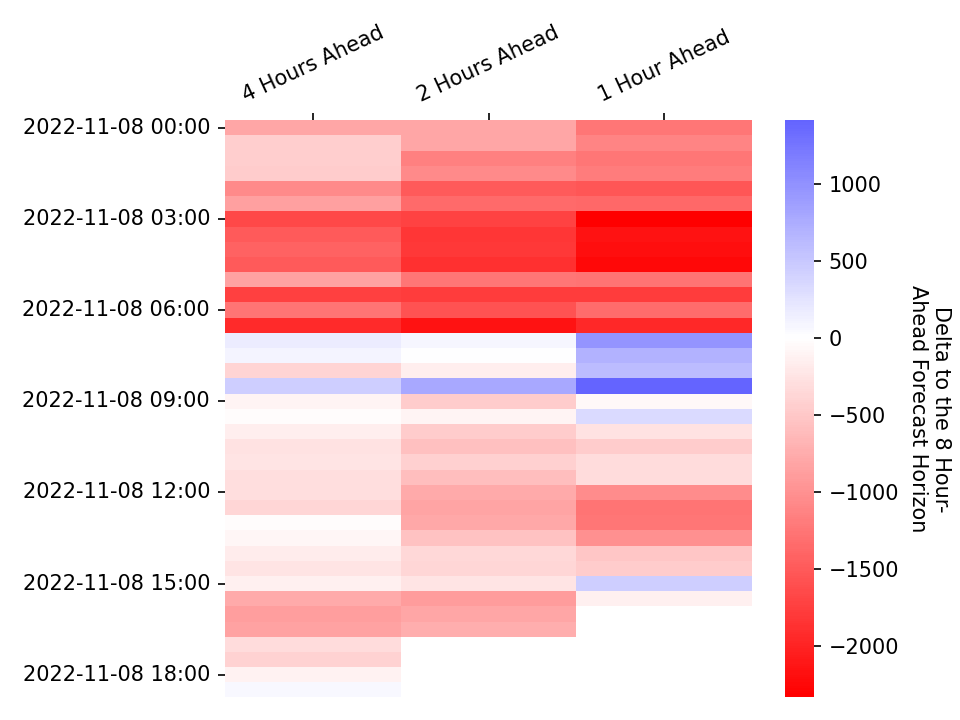 4 Hours Ahead
2 Hours Ahead
1 Hour Ahead
2022-11-08 00:00
2022-11-08 03:00
2022-11-08 06:00
2022-11-08 09:00
2022-11-08 12:00
2022-11-08 15:00
2022-11-08 18:00
1000
500
0
−500
−1000
−1500
−2000
Delta to the 8 Hour-
Ahead Forecast Horizon